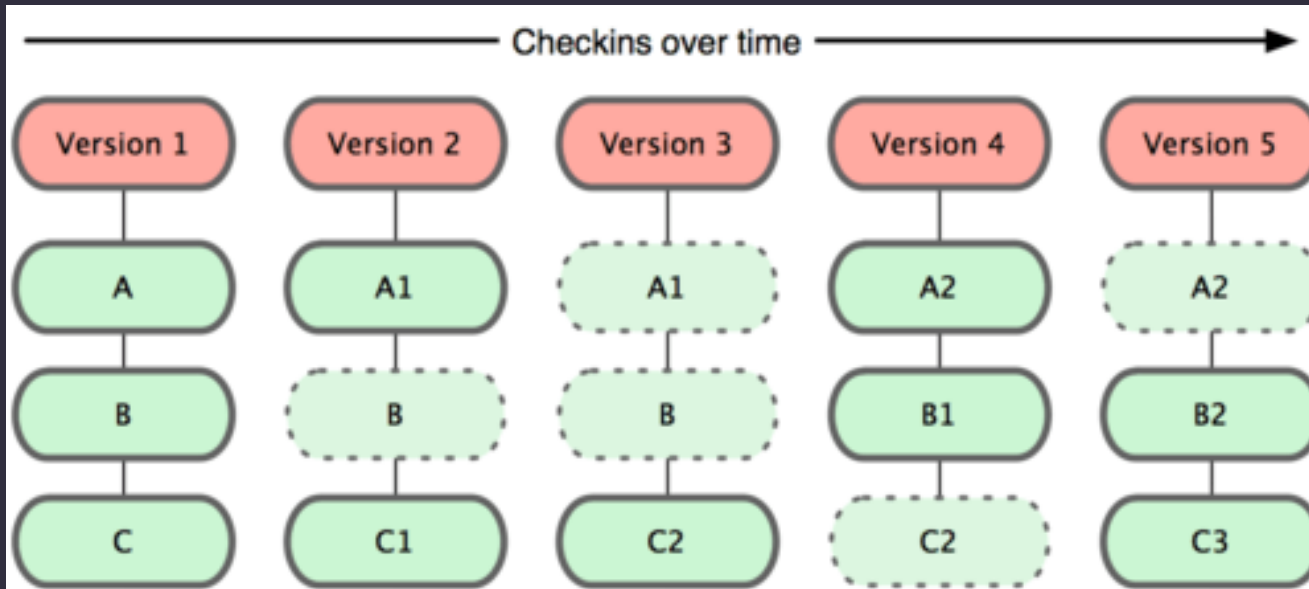 Checkins over time
Version 1 Version 2 Version 3 Version 4 Version 5
A A1 A1 A2 A2
B B B B1 B2
C C1 C2 C2 C3